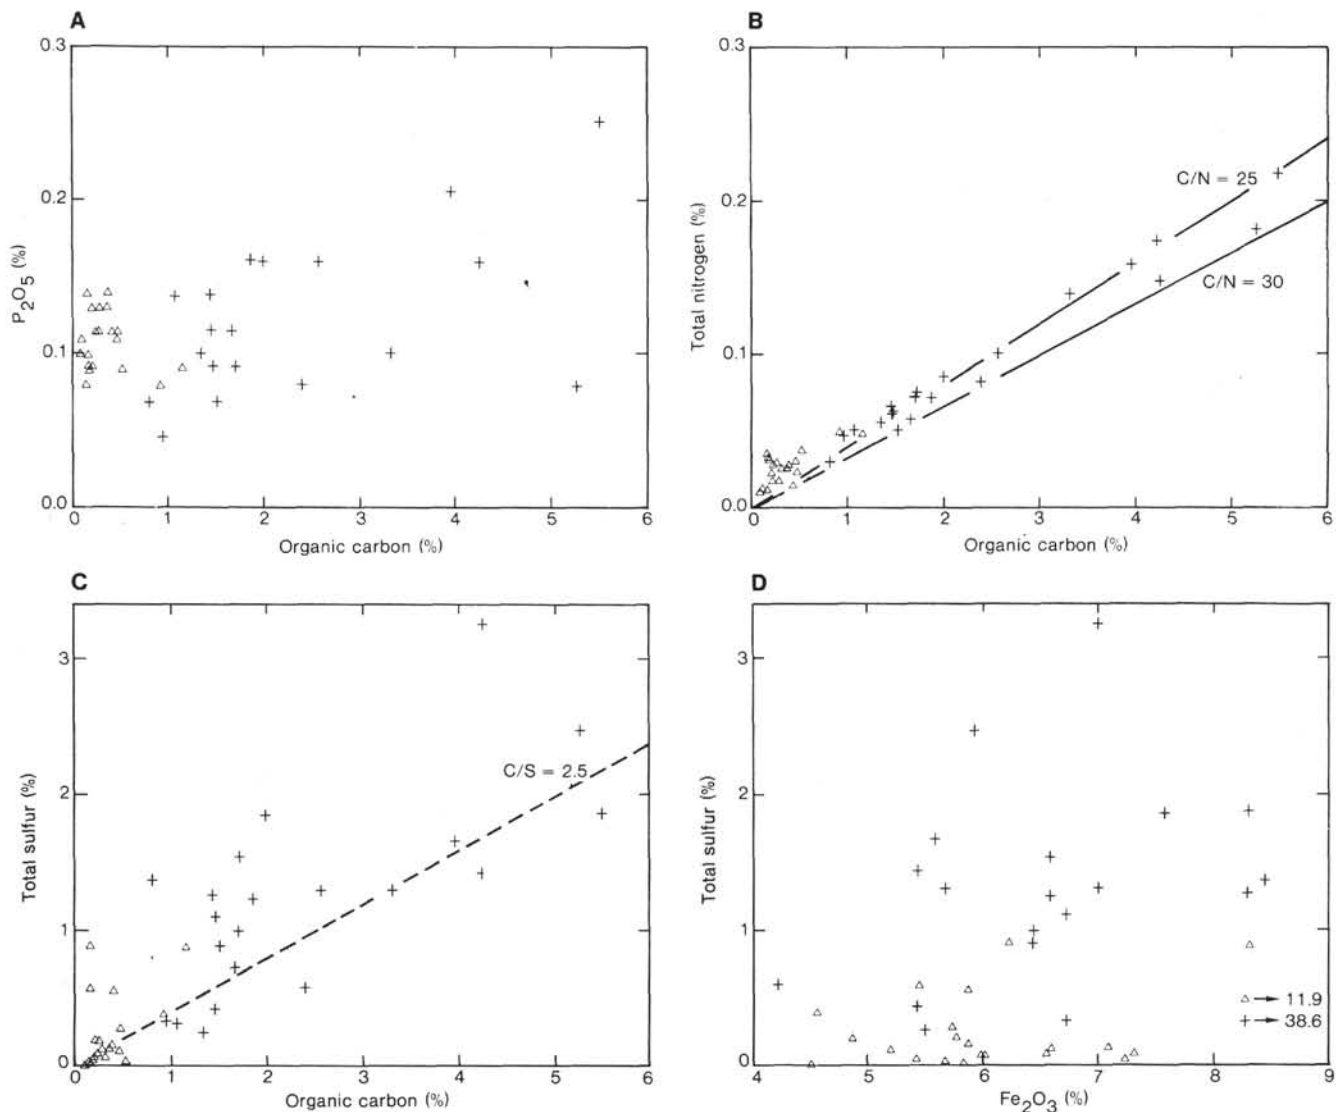 A
0.3
0.2
0.1
0.0
P2O5 (%)
0 1 2 3 4 5 6
Organic carbon (%)
B
0.3
0.2
0.1
0.0
Total nitrogen (%)
C/N = 25
C/N = 30
0 1 2 3 4 5 6
Organic carbon (%)
C
3
2
1
0
Total sulfur (%)
C/S = 2.5
0 1 2 3 4 5 6
Organic carbon (%)
D
3
2
1
0
Total sulfur (%)
11.9
38.6
4 5 6 7 8 9
Fe2O3 (%)